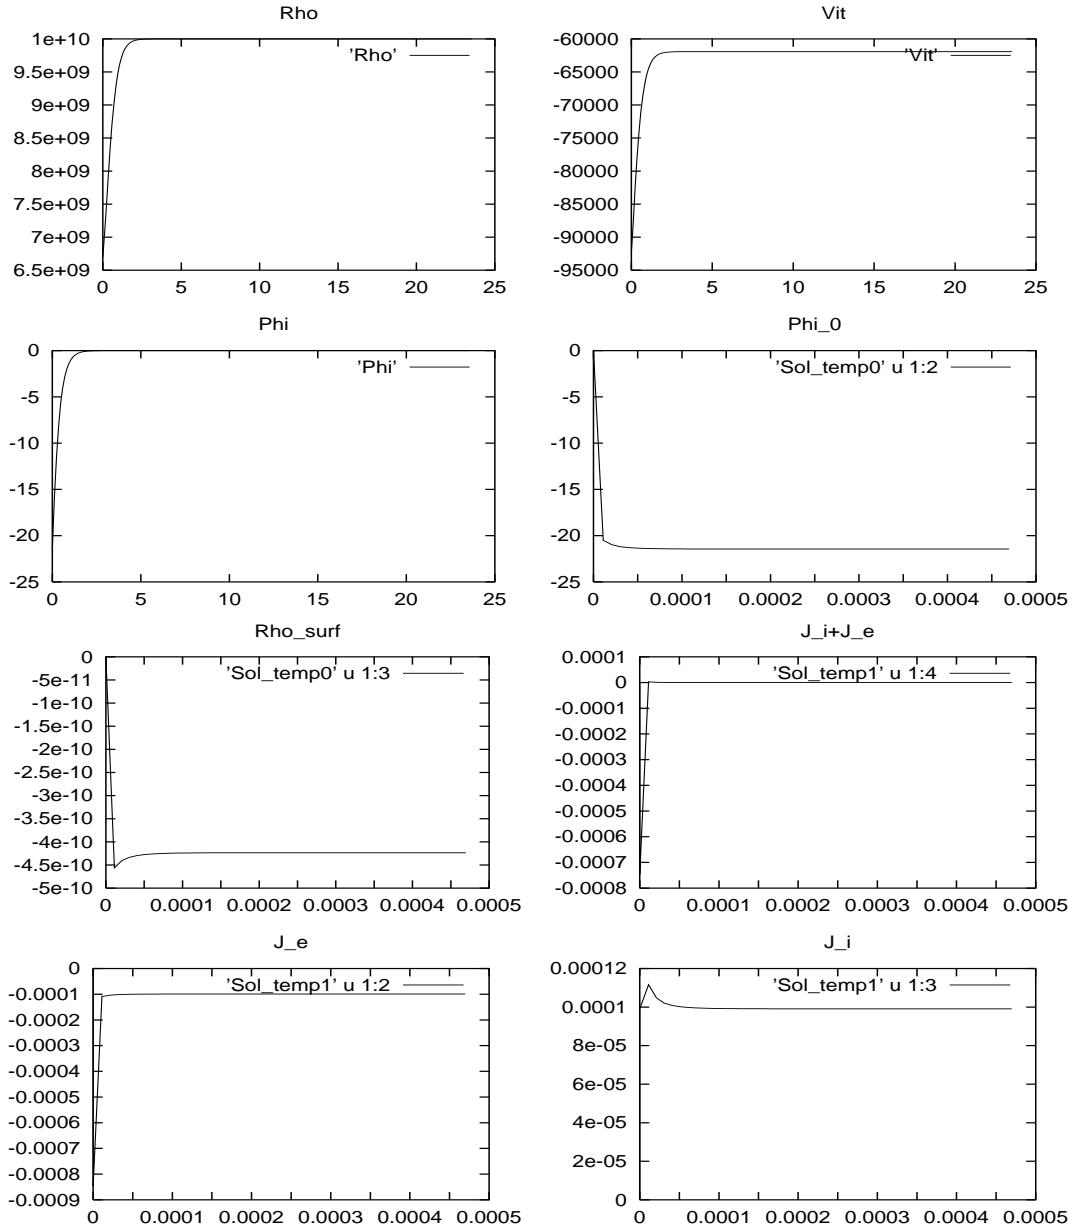 Rho
1e+10
9.5e+09
9e+09
8.5e+09
8e+09
7.5e+09
7e+09
6.5e+09
0 5 10 15 20 25
'Rho'
Vit
-60000
-65000
-70000
-75000
-80000
-85000
-90000
-95000
0 5 10 15 20 25
'Vit'
Phi
0
-5
-10
-15
-20
-25
0 5 10 15 20 25
'Phi'
Phi_0
0
-5
-10
-15
-20
-25
0 0.0001 0.0002 0.0003 0.0004 0.0005
'Sol_temp0' u 1:2
Rho_surf
0
-5e-11
-1e-10
-1.5e-10
-2e-10
-2.5e-10
-3e-10
-3.5e-10
-4e-10
-4.5e-10
-5e-10
0 0.0001 0.0002 0.0003 0.0004 0.0005
'Sol_temp0' u 1:3
J_i+J_e
0.0001
0
-0.0001
-0.0002
-0.0003
-0.0004
-0.0005
-0.0006
-0.0007
-0.0008
0 0.0001 0.0002 0.0003 0.0004 0.0005
'Sol_temp1' u 1:4
J_e
0
-0.0001
-0.0002
-0.0003
-0.0004
-0.0005
-0.0006
-0.0007
-0.0008
-0.0009
0 0.0001 0.0002 0.0003 0.0004 0.0005
'Sol_temp1' u 1:2
J_i
0.00012
0.0001
8e-05
6e-05
4e-05
2e-05
0
0 0.0001 0.0002 0.0003 0.0004 0.0005
'Sol_temp1' u 1:3